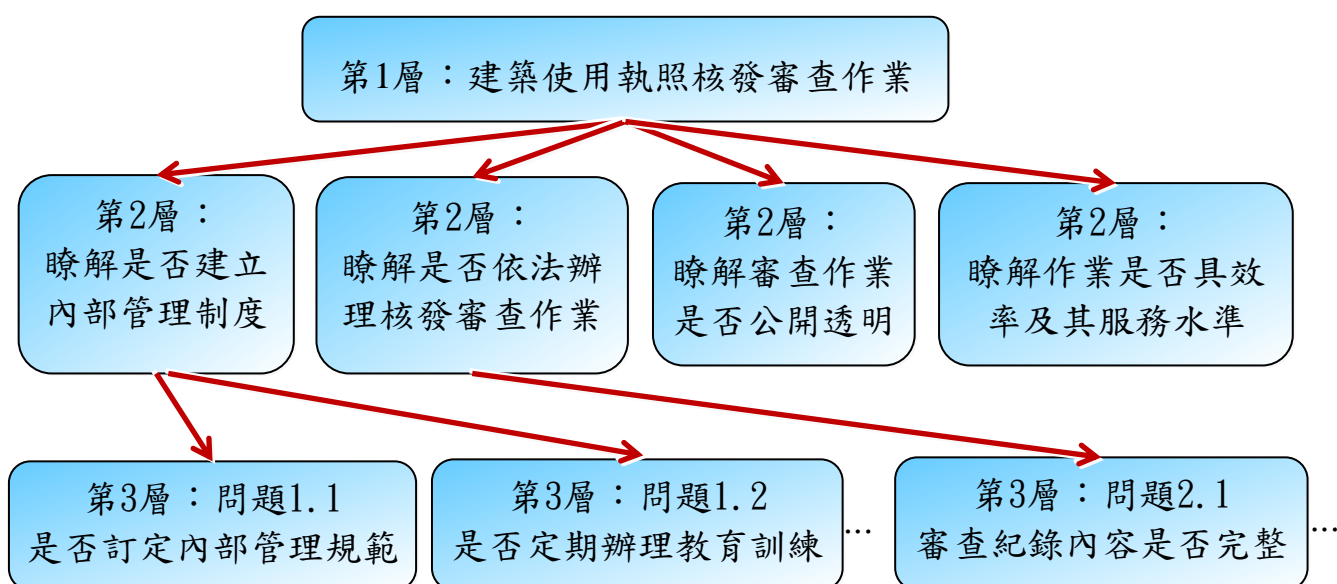 第1層：建築使用執照核發審查作業
第2層：
瞭解是否建立
內部管理制度
第2層：
瞭解是否依法辦
理核發審查作業
第2層：
瞭解審查作業
是否公開透明
第2層：
瞭解作業是否具效
率及其服務水準
第3層：問題1.1
是否訂定內部管理規範
第3層：問題1.2
是否定期辦理教育訓練
...
第3層：問題2.1
審查紀錄內容是否完整
...